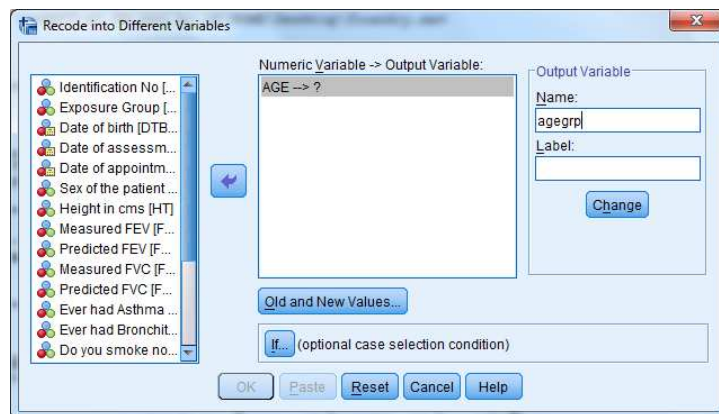 Recode into Different Variables
Identification No [...
Exposure Group [...
Date of birth [DTB...
Date of assessm...
Date of appointm...
Sex of the patient ...
Height in cms [HT]
Measured FEV [F...
Predicted FEV [F...
Measured FVC [F...
Predicted FVC [F...
Ever had Asthma ...
Ever had Bronchit...
Do you smoke no...
Numeric Variable -> Output Variable:
AGE --> ?
Output Variable
Name:
agegrp
Label:
Change
Old and New Values...
If... (optional case selection condition)
OK Paste Reset Cancel Help